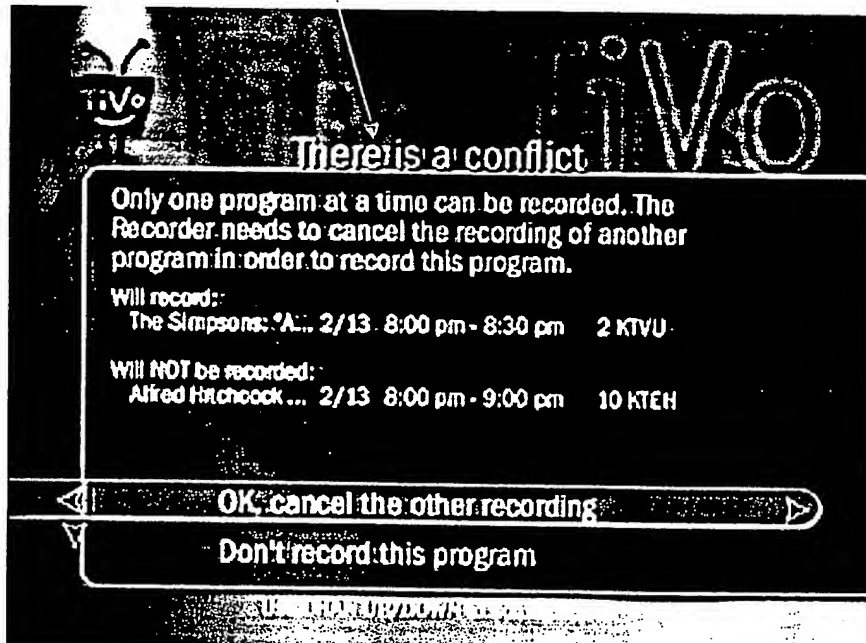 TiVo
TiVo
There is a conflict
Only one program at a time can be recorded. The
Recorder needs to cancel the recording of another
program in order to record this program.
Will record:
The Simpsons: "A... 2/13 8:00 pm - 8:30 pm 2 KTVU
Will NOT be recorded:
Alfred Hitchcock ... 2/13 8:00 pm - 9:00 pm 10 KTEH
OK, cancel the other recording
Don't record this program